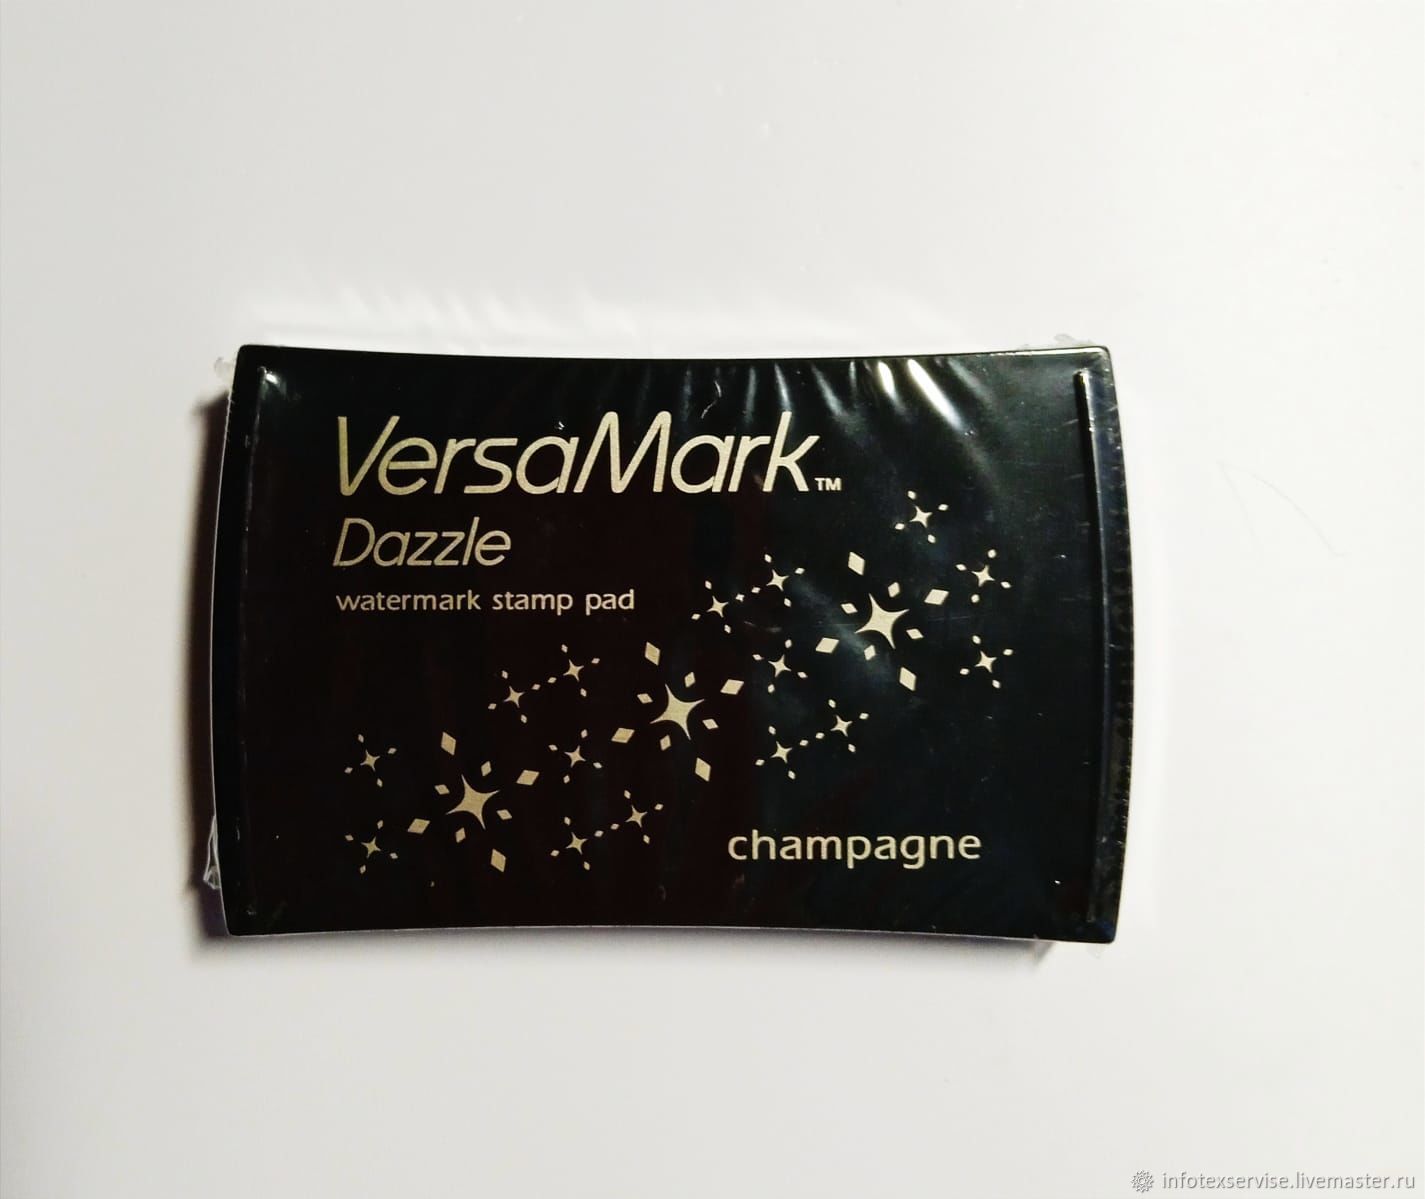 VersaMark™
Dazzle
watermark stamp pad
champagne
infotexservise.livemaster.ru